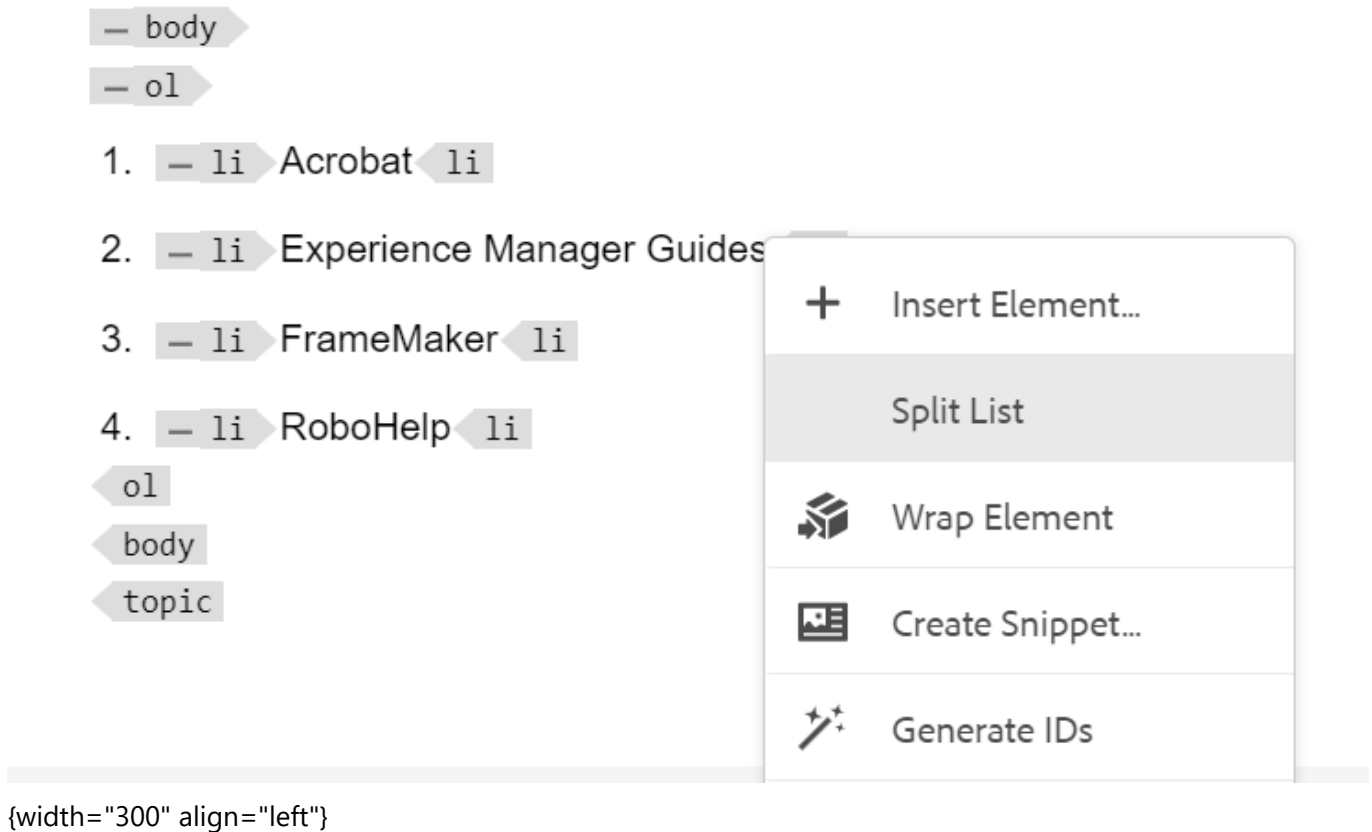 – body
– ol
1. – li Acrobat li
2. – li Experience Manager Guides
3. – li FrameMaker li
4. – li RoboHelp li
ol
body
topic
+ Insert Element...
Split List
Wrap Element
Create Snippet...
Generate IDs
{width="300" align="left"}